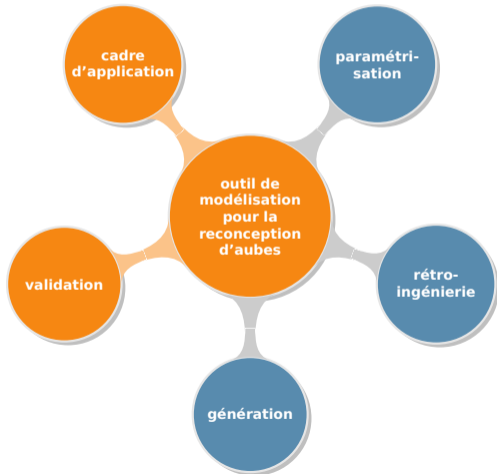 cadre
d'application
paramétri-
sation
outil de
modélisation
pour la
reconception
d'aubes
validation
rétro-
ingénierie
génération